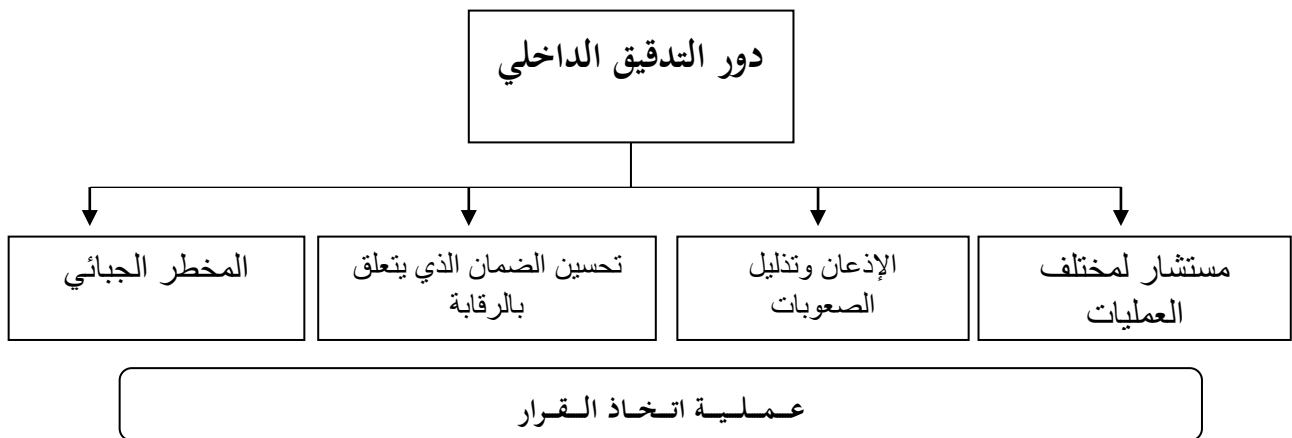 دور التدقيق الداخلي
مستشار لمختلف
العمليات
الإذعان وتذليل
الصعوبات
تحسين الضمان الذي يتعلق
بالرقابة
المخطر الجبائي
عـمـلـيـة اتـخـاذ الـقـرار